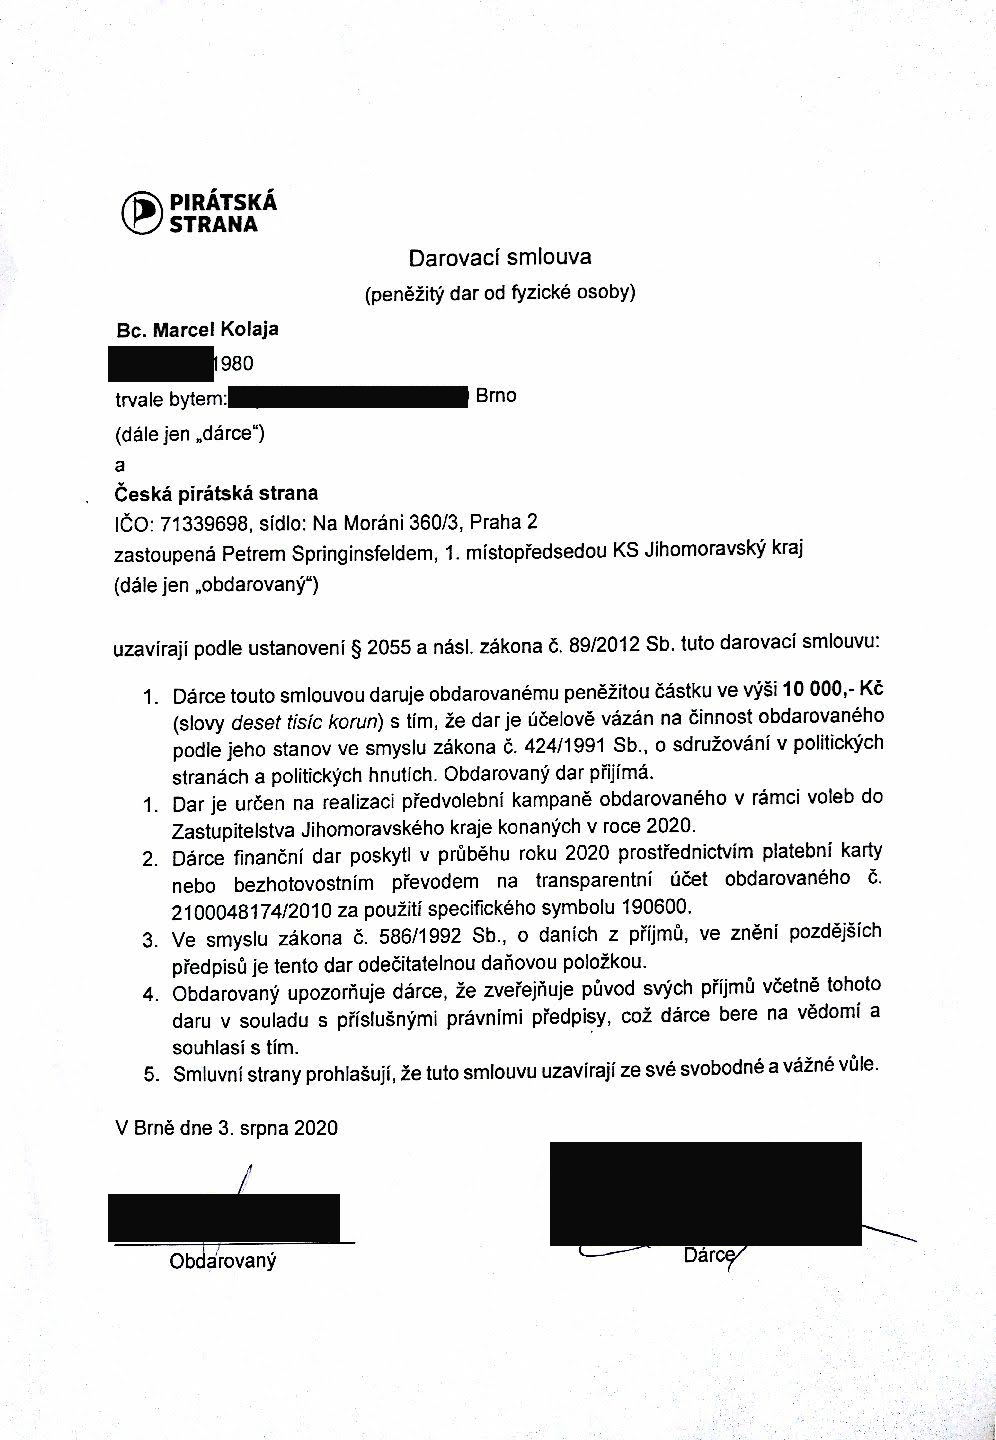 PIRÁTSKÁ
STRANA
Darovací smlouva
(peněžitý dar od fyzické osoby)
Bc. Marcel Kolaja
1980
trvale bytem: Brno
(dále jen „dárce“)
a
Česká pirátská strana
IČO: 71339698, sídlo: Na Moráni 360/3, Praha 2
zastoupená Petrem Springinsfeldem, 1. místopředsedou KS Jihomoravský kraj
(dále jen „obdarovaný“)
uzavírají podle ustanovení § 2055 a násl. zákona č. 89/2012 Sb. tuto darovací smlouvu:
1. Dárce touto smlouvou daruje obdarovanému peněžitou částku ve výši 10 000,- Kč
(slovy deset tisíc korun) s tím, že dar je účelově vázán na činnost obdarovaného
podle jeho stanov ve smyslu zákona č. 424/1991 Sb., o sdružování v politických
stranách a politických hnutích. Obdarovaný dar přijímá.
1. Dar je určen na realizaci předvolební kampaně obdarovaného v rámci voleb do
Zastupitelstva Jihomoravského kraje konaných v roce 2020.
2. Dárce finanční dar poskytl v průběhu roku 2020 prostřednictvím platební karty
nebo bezhotovostním převodem na transparentní účet obdarovaného č.
2100048174/2010 za použití specifického symbolu 190600.
3. Ve smyslu zákona č. 586/1992 Sb., o daních z příjmů, ve znění pozdějších
předpisů je tento dar odečitatelnou daňovou položkou.
4. Obdarovaný upozorňuje dárce, že zveřejňuje původ svých příjmů včetně tohoto
daru v souladu s příslušnými právními předpisy, což dárce bere na vědomí a
souhlasí s tím.
5. Smluvní strany prohlašují, že tuto smlouvu uzavírají ze své svobodné a vážné vůle.
V Brně dne 3. srpna 2020
Obdarovaný
Dárce